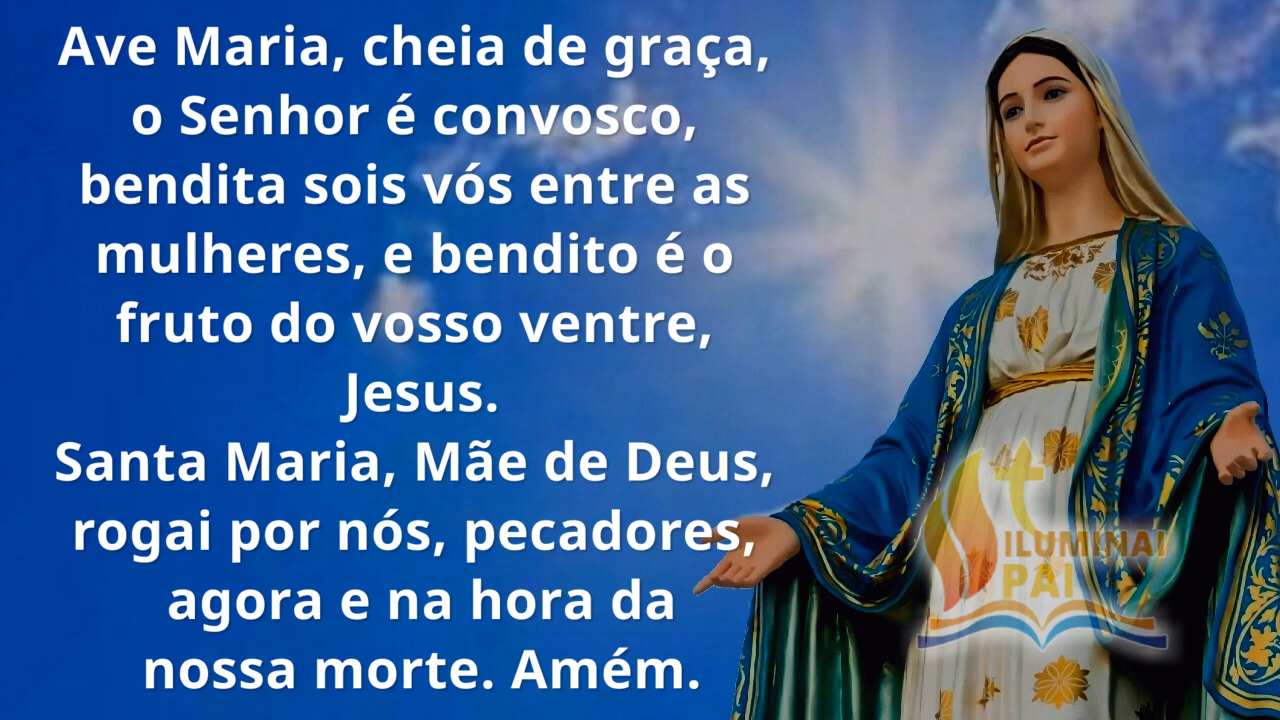 Ave Maria, cheia de graça,
o Senhor é convosco,
bendita sois vós entre as
mulheres, e bendito é o
fruto do vosso ventre,
Jesus.
Santa Maria, Mãe de Deus,
rogai por nós, pecadores,
agora e na hora da
nossa morte. Amém.
ILUMINAI
PAI